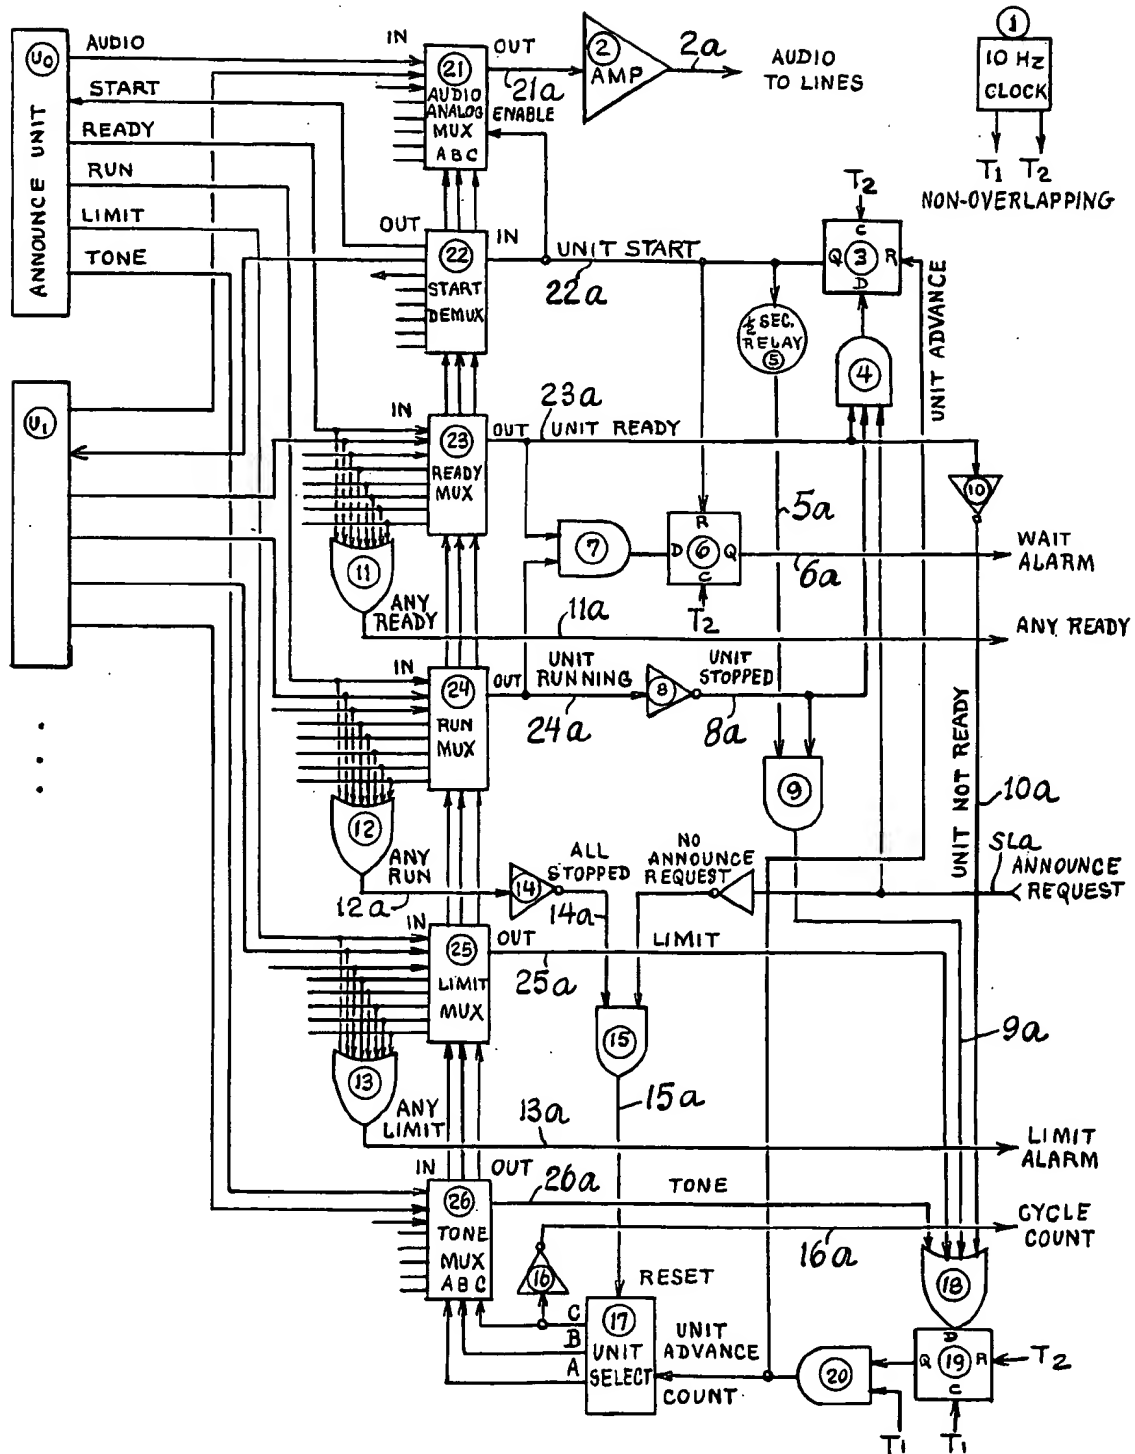 U0
ANNOUNCE UNIT
AUDIO
START
READY
RUN
LIMIT
TONE
IN
21
AUDIO
ANALOG
MUX
A B C
OUT
21a
ENABLE
2
AMP
2a
AUDIO
TO LINES
1
10 Hz
CLOCK
T1 T2
NON-OVERLAPPING
OUT
22
START
DEMUX
IN
UNIT START
22a
T2
C
Q 3 R
D
UNIT ADVANCE
½ SEC.
RELAY
5
4
U1
IN
23
READY
MUX
OUT
23a
UNIT READY
10
5a
7
R
D 6 Q
C
T2
6a
WAIT
ALARM
11
ANY
READY
11a
ANY READY
IN
24
RUN
MUX
OUT
UNIT
RUNNING
24a
8
UNIT
STOPPED
8a
9
UNIT NOT READY
10a
12
ANY
RUN
12a
14
ALL
STOPPED
14a
NO
ANNOUNCE
REQUEST
SLa
ANNOUNCE
REQUEST
IN
25
LIMIT
MUX
OUT
LIMIT
25a
15
9a
13
ANY
LIMIT
15a
13a
LIMIT
ALARM
IN
26
TONE
MUX
A B C
OUT
26a
TONE
CYCLE
COUNT
16
16a
RESET
18
C
B
A
17
UNIT
SELECT
UNIT
ADVANCE
COUNT
20
D
Q 19 R
C
T2
T1
T1